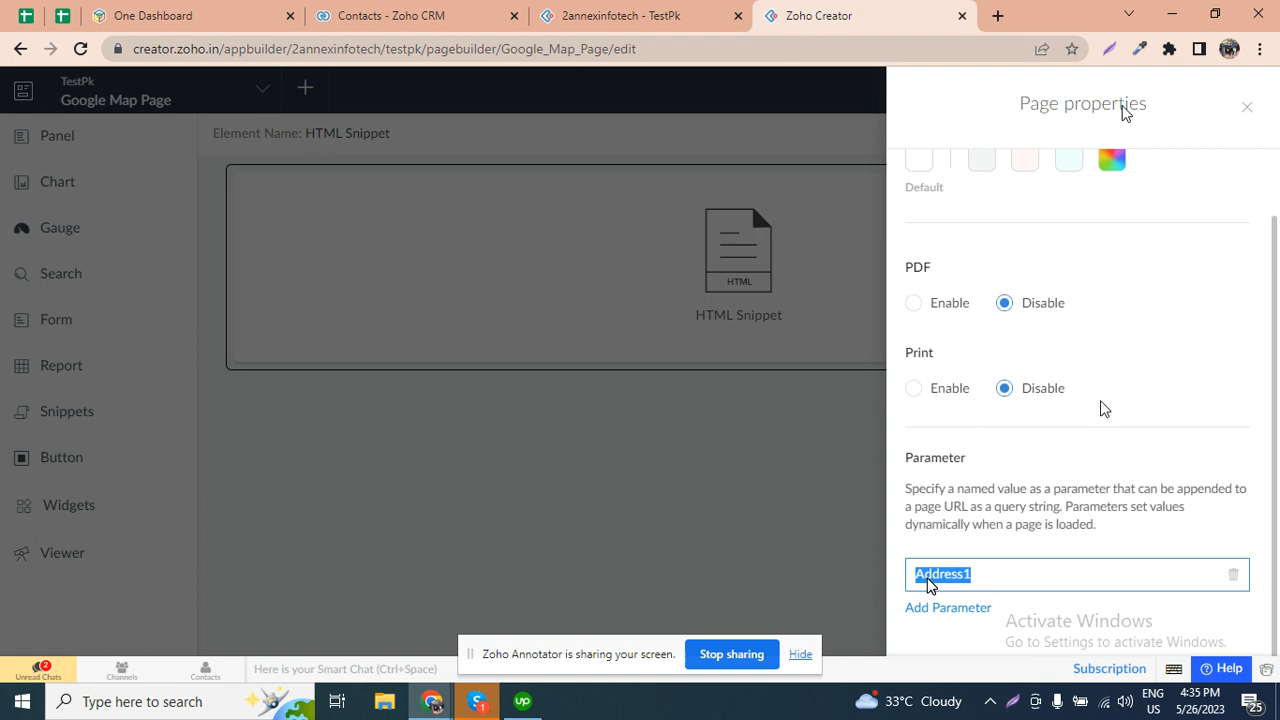 One Dashboard
Contacts - Zoho CRM
2annexinfotech - TestPk
Zoho Creator
creator.zoho.in/appbuilder/2annexinfotech/testpk/pagebuilder/Google_Map_Page/edit
TestPk
Google Map Page
Page properties
Panel
Element Name: HTML Snippet
Chart
Default
Gauge
Search
PDF
HTML
Enable
Disable
HTML Snippet
Form
Print
Report
Enable
Disable
Snippets
Button
Parameter
Specify a named value as a parameter that can be appended to
a page URL as a query string. Parameters set values
dynamically when a page is loaded.
Widgets
Viewer
Address1
Add Parameter
Activate Windows
Go to Settings to activate Windows.
Zoho Annotator is sharing your screen.
Stop sharing
Hide
2
Unread Chats
Channels
Contacts
Here is your Smart Chat (Ctrl+Space)
Subscription
Help
Type here to search
1
up
33°C Cloudy
ENG
US
4:35 PM
5/26/2023
25